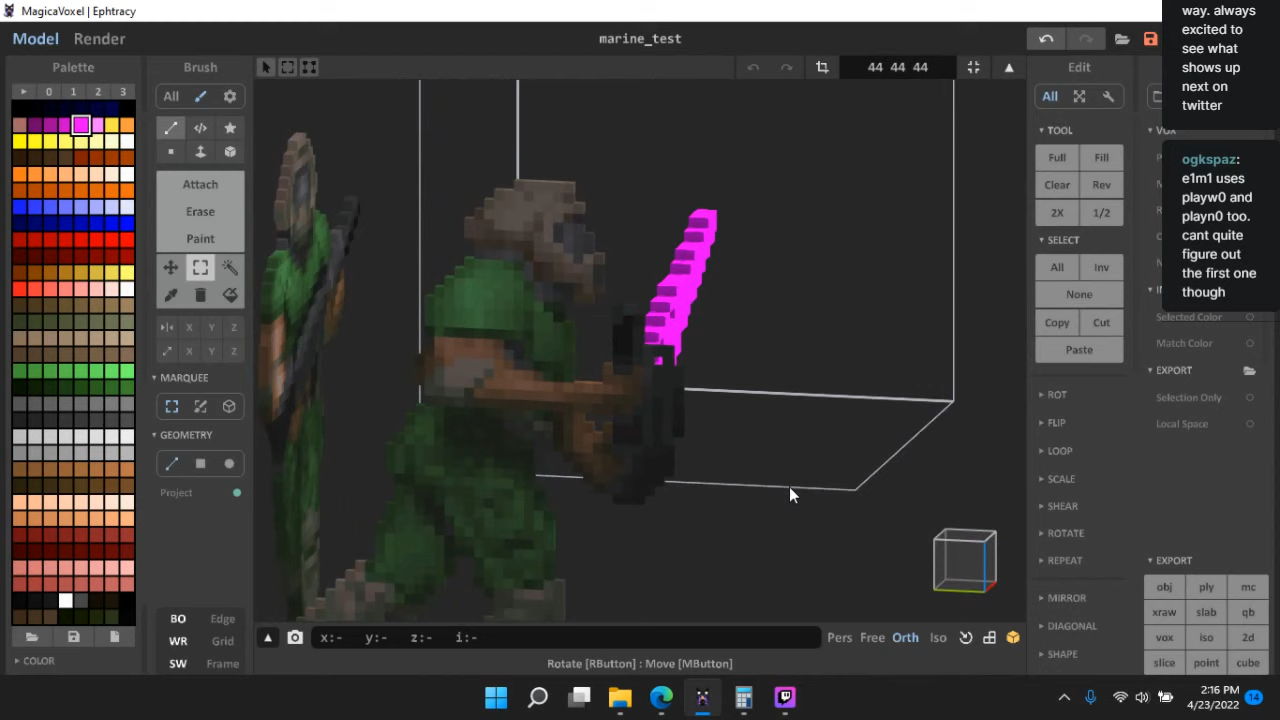 MagicaVoxel | Ephtracy
Model Render
marine_test
way. always
excited to
see what
shows up
next on
twitter
ogkspaz:
e1m1 uses
playw0 and
playn0 too.
cant quite
figure out
the first one
though
Palette
0 1 2 3
COLOR
Brush
All
Attach
Erase
Paint
X Y Z
X Y Z
MARQUEE
GEOMETRY
Project
BO Edge
WR Grid
SW Frame
44 44 44
x:- y:- z:- i:-
Pers Free Orth Iso
Rotate [RButton] : Move [MButton]
Edit
All
TOOL
Full Fill
Clear Rev
2X 1/2
SELECT
All Inv
None
Copy Cut
Paste
ROT
FLIP
LOOP
SCALE
SHEAR
ROTATE
REPEAT
MIRROR
DIAGONAL
SHAPE
VOX
Selected Color
Match Color
EXPORT
Selection Only
Local Space
EXPORT
obj ply mc
xraw slab qb
vox iso 2d
slice point cube
2:16 PM
4/23/2022
14